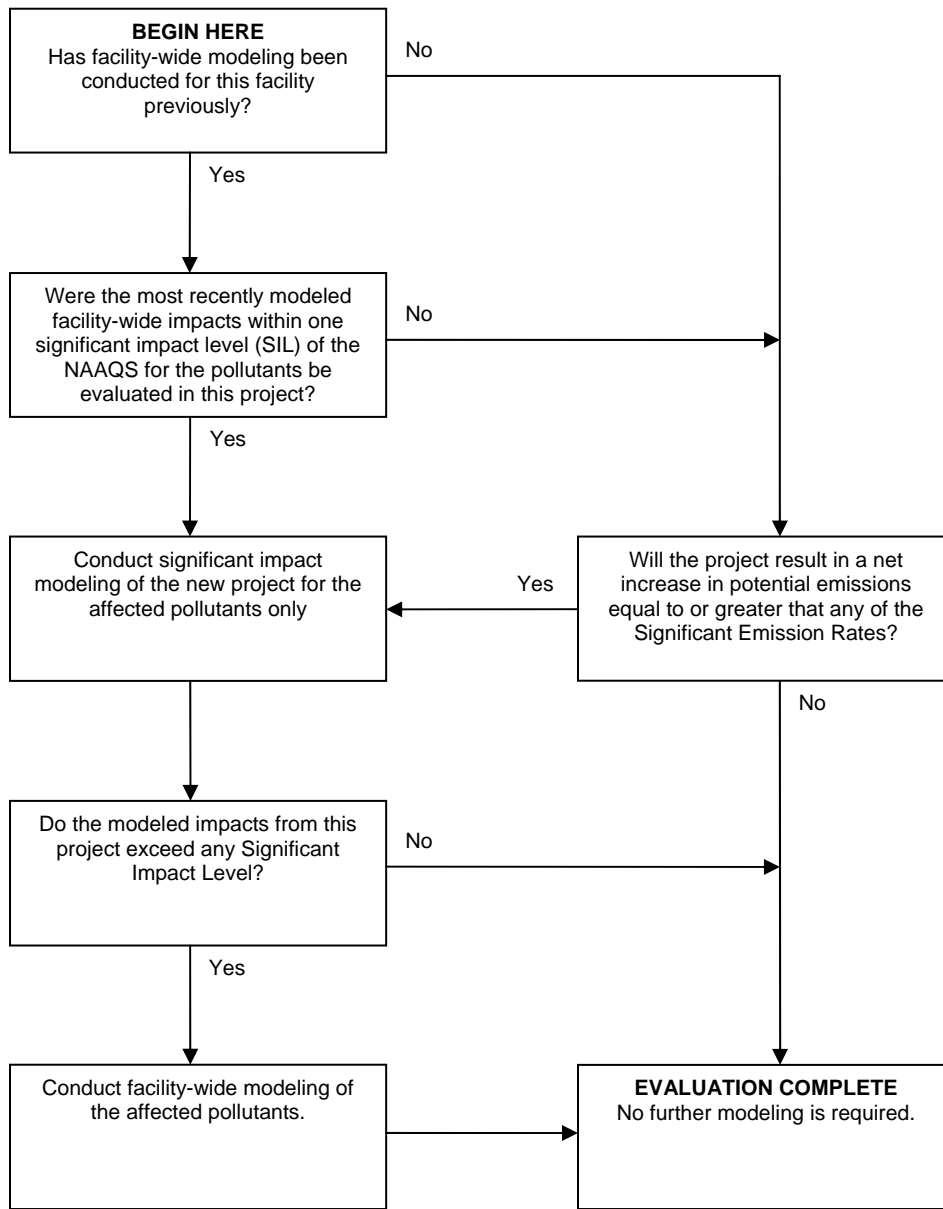 BEGIN HERE
Has facility-wide modeling been
conducted for this facility
previously?
No
Yes
Were the most recently modeled
facility-wide impacts within one
significant impact level (SIL) of the
NAAQS for the pollutants be
evaluated in this project?
No
Yes
Conduct significant impact
modeling of the new project for the
affected pollutants only
Yes
Will the project result in a net
increase in potential emissions
equal to or greater that any of the
Significant Emission Rates?
No
Do the modeled impacts from this
project exceed any Significant
Impact Level?
No
Yes
Conduct facility-wide modeling of
the affected pollutants.
EVALUATION COMPLETE
No further modeling is required.